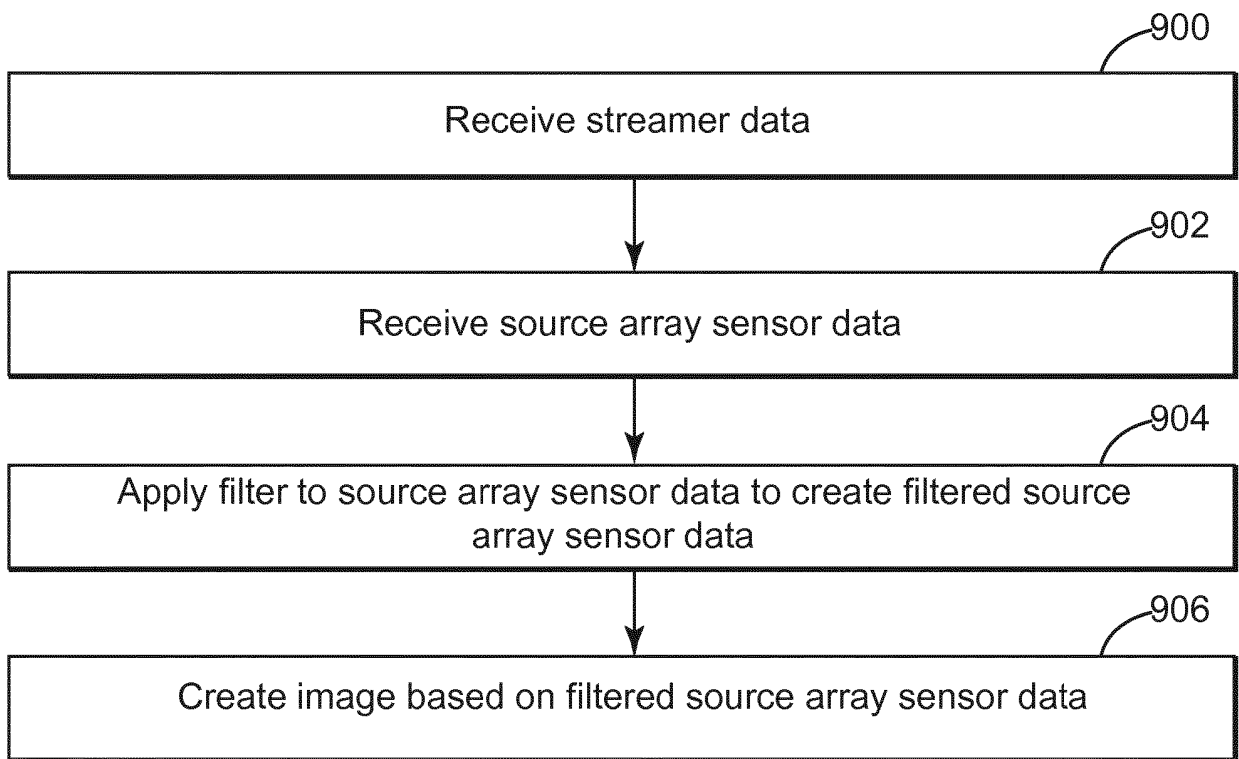 900
Receive streamer data
902
Receive source array sensor data
904
Apply filter to source array sensor data to create filtered source
array sensor data
906
Create image based on filtered source array sensor data